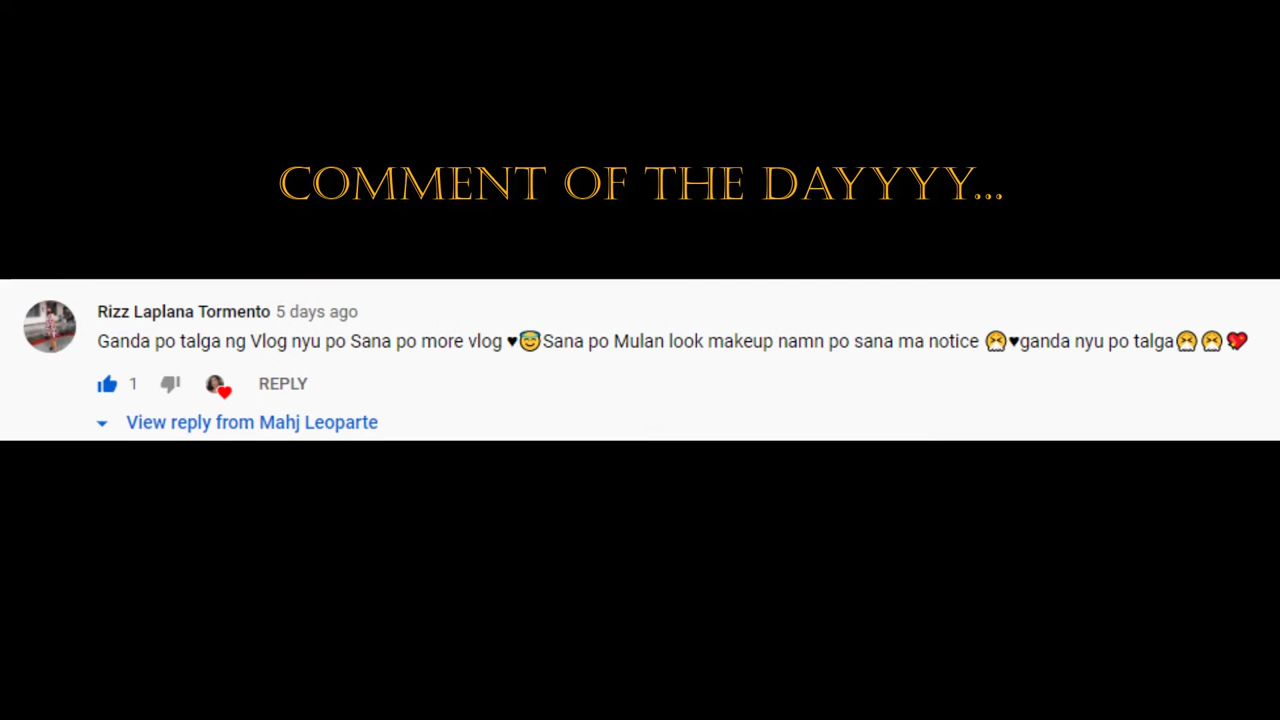 COMMENT OF THE DAYYYY...
Rizz Laplana Tormento 5 days ago
Ganda po talga ng Vlog nyu po Sana po more vlog ♥😇Sana po Mulan look makeup namn po sana ma notice 😤♥ganda nyu po talga😤😤💖
1 REPLY
View reply from Mahj Leoparte